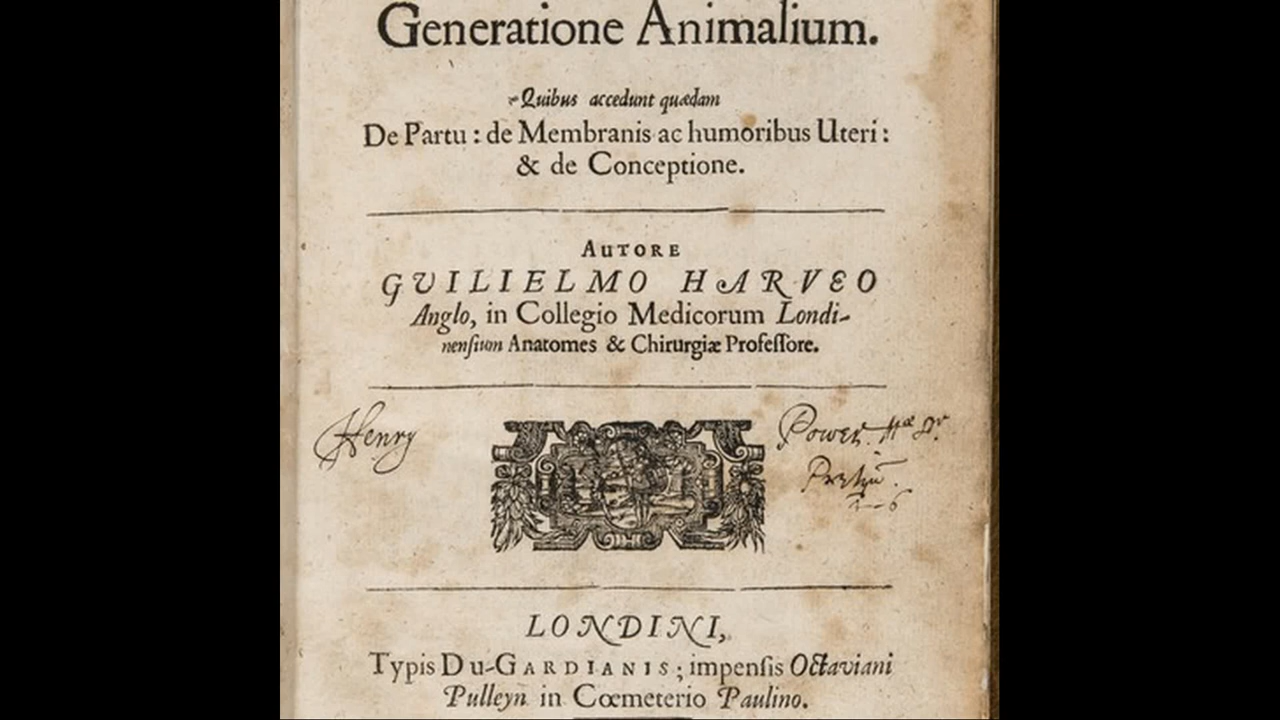 Generatione Animalium.
Quibus accedunt quædam
De Partu : de Membranis ac humoribus Uteri :
& de Conceptione.
AUTORE
GUILIELMO HARVEO
Anglo, in Collegio Medicorum Londi-
nenſium Anatomes & Chirurgiæ Profeſſore.
Henry
Power
LONDINI,
Typis DU-GARDIANIS ; impenſis Octaviani
Pulleyn in Cœmeterio Paulino.